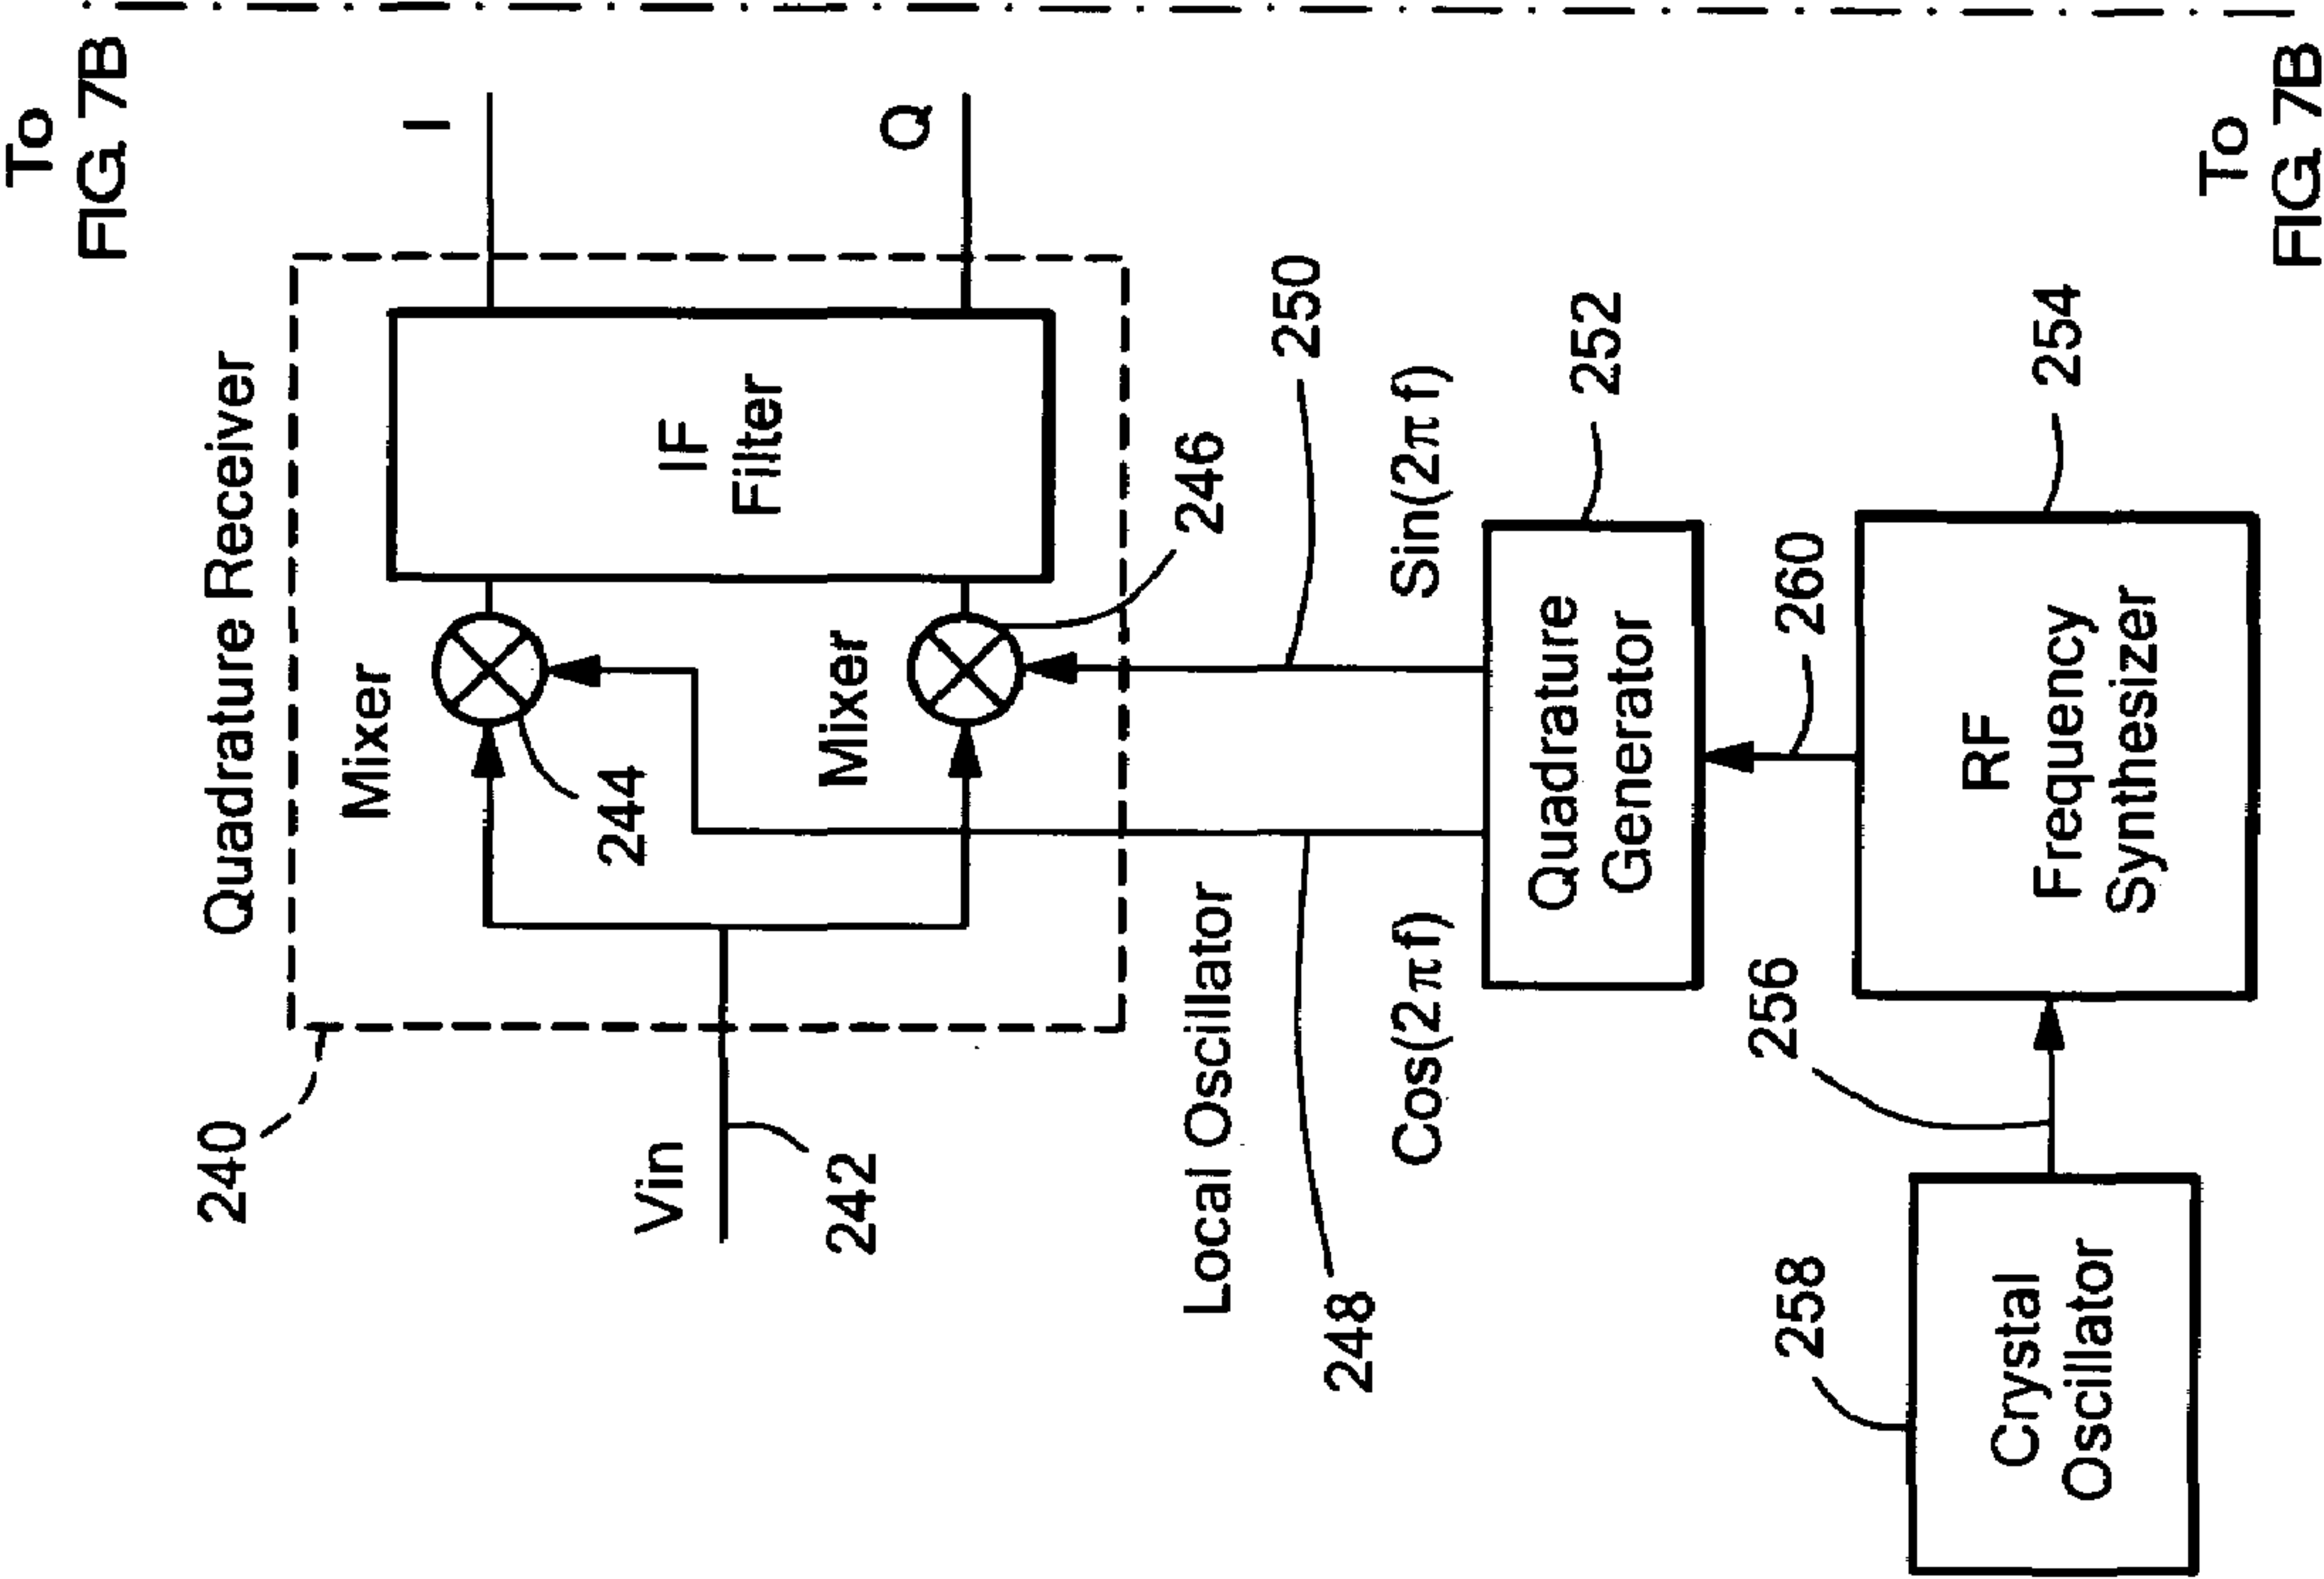 To
FIG. 7B
To
FIG. 7B
240
Quadrature Receiver
Mixer
I
244
IF
Filter
Vin
242
Mixer
Q
246
Local Oscillator
250
248
Cos(2πf)
Sin(2πf)
Quadrature
Generator
252
256
260
258
Crystal
Oscillator
RF
Frequency
Synthesizer
254